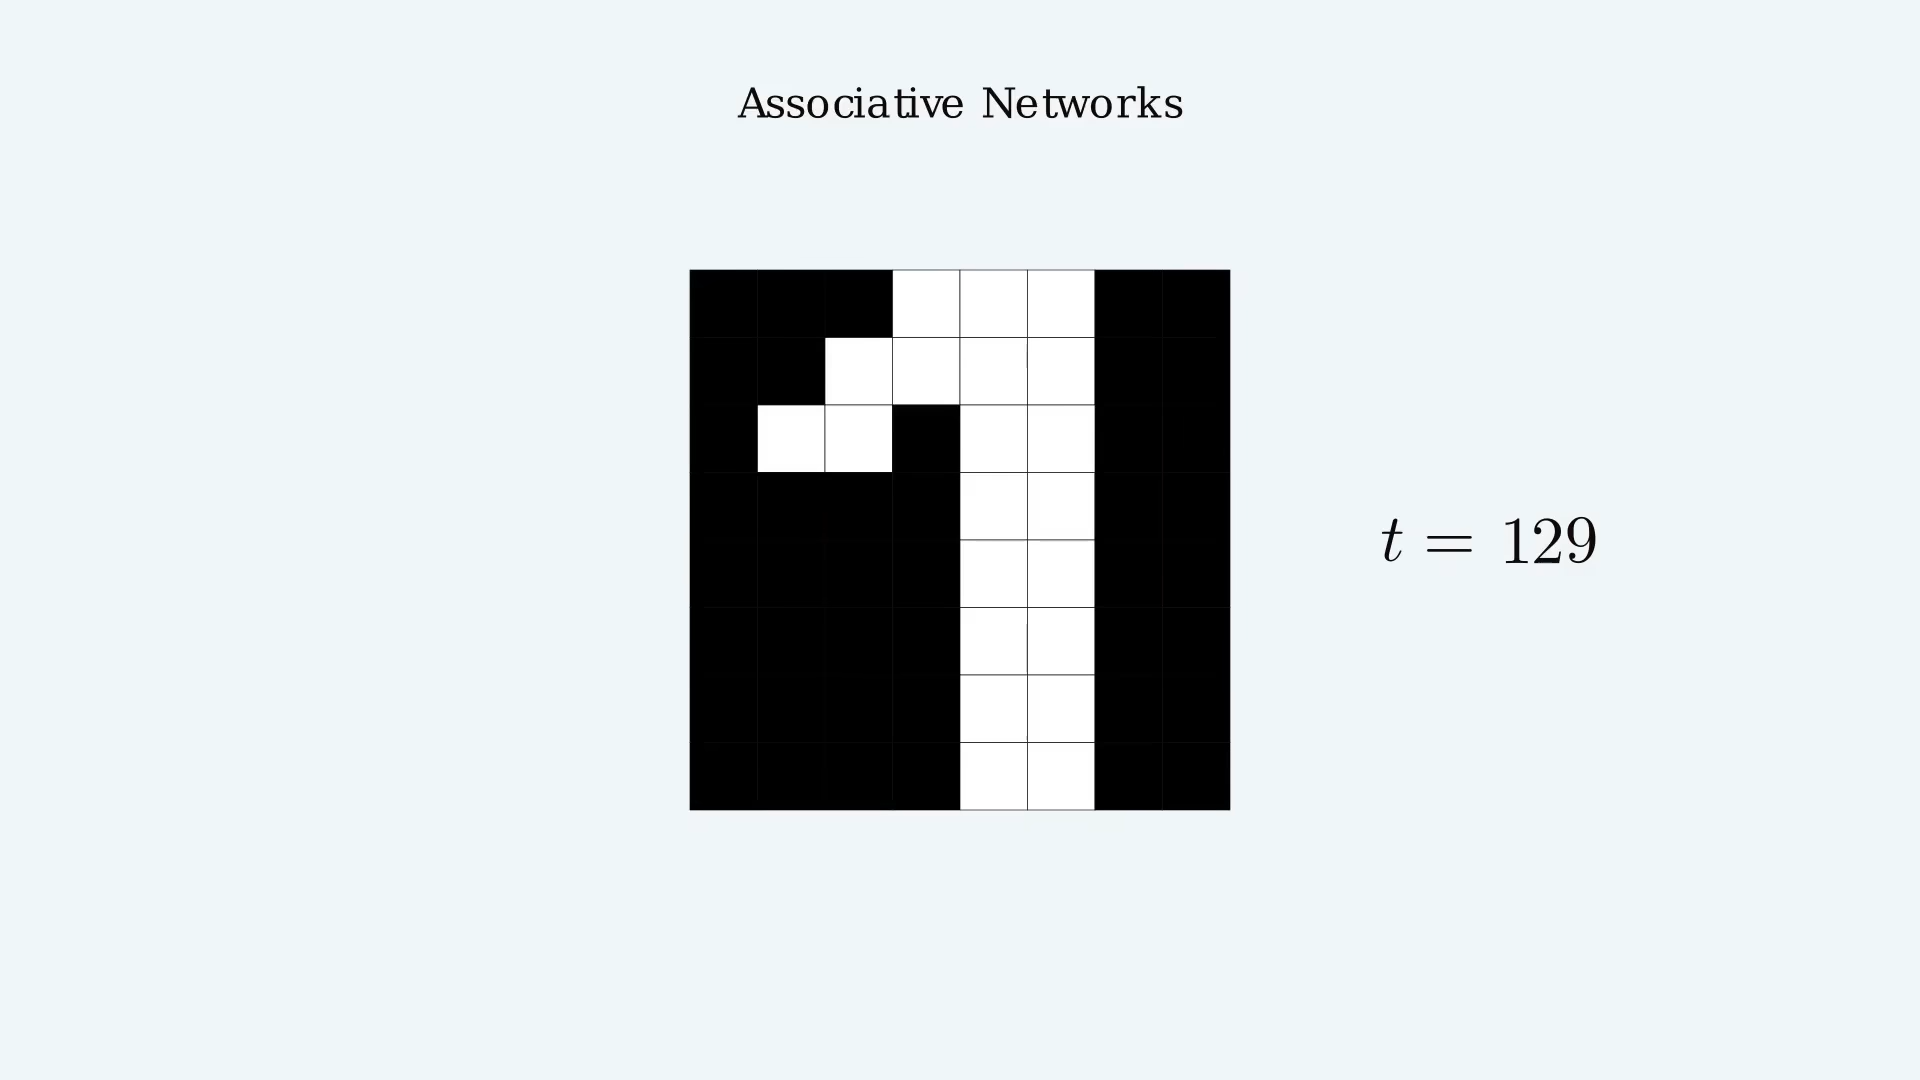 Associative Networks
t = 129